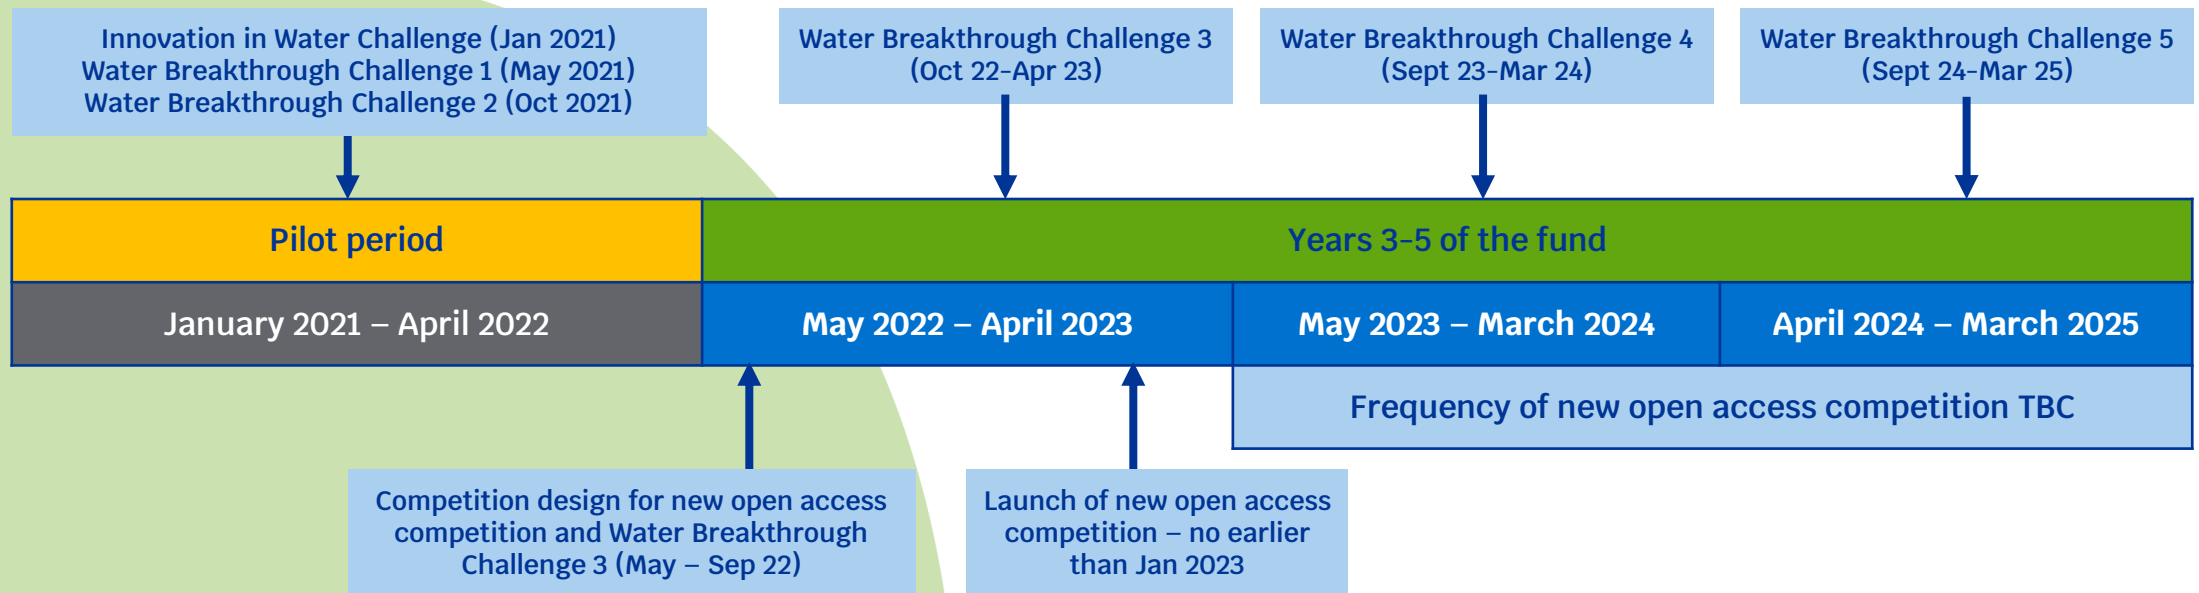 Innovation in Water Challenge (Jan 2021)
Water Breakthrough Challenge 1 (May 2021)
Water Breakthrough Challenge 2 (Oct 2021)
Water Breakthrough Challenge 3
(Oct 22-Apr 23)
Water Breakthrough Challenge 4
(Sept 23-Mar 24)
Water Breakthrough Challenge 5
(Sept 24-Mar 25)
Pilot period
Years 3-5 of the fund
January 2021 – April 2022
May 2022 – April 2023
May 2023 – March 2024
April 2024 – March 2025
Frequency of new open access competition TBC
Competition design for new open access
competition and Water Breakthrough
Challenge 3 (May – Sep 22)
Launch of new open access
competition – no earlier
than Jan 2023